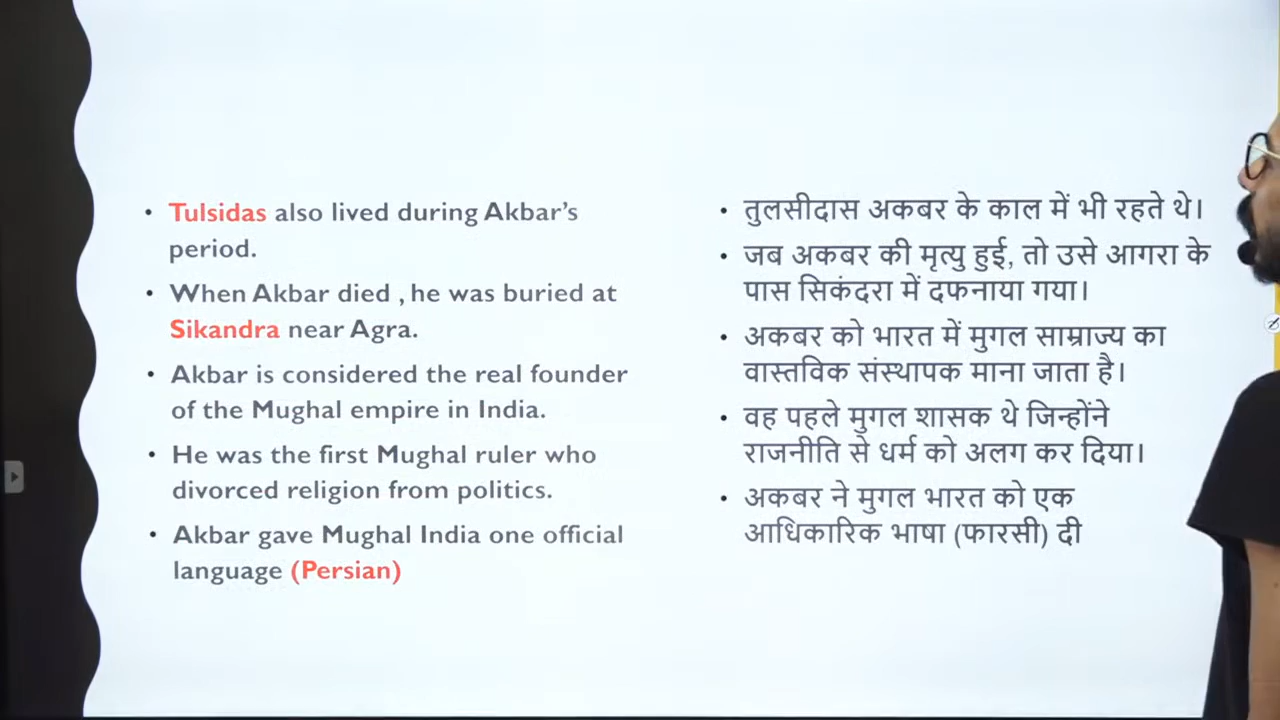 • Tulsidas also lived during Akbar's
period.
• When Akbar died , he was buried at
Sikandra near Agra.
• Akbar is considered the real founder
of the Mughal empire in India.
• He was the first Mughal ruler who
divorced religion from politics.
• Akbar gave Mughal India one official
language (Persian)
• तुलसीदास अकबर के काल में भी रहते थे।
• जब अकबर की मृत्यु हुई, तो उसे आगरा के
पास सिकंदरा में दफनाया गया।
• अकबर को भारत में मुगल साम्राज्य का
वास्तविक संस्थापक माना जाता है।
• वह पहले मुगल शासक थे जिन्होंने
राजनीति से धर्म को अलग कर दिया।
• अकबर ने मुगल भारत को एक
आधिकारिक भाषा (फारसी) दी